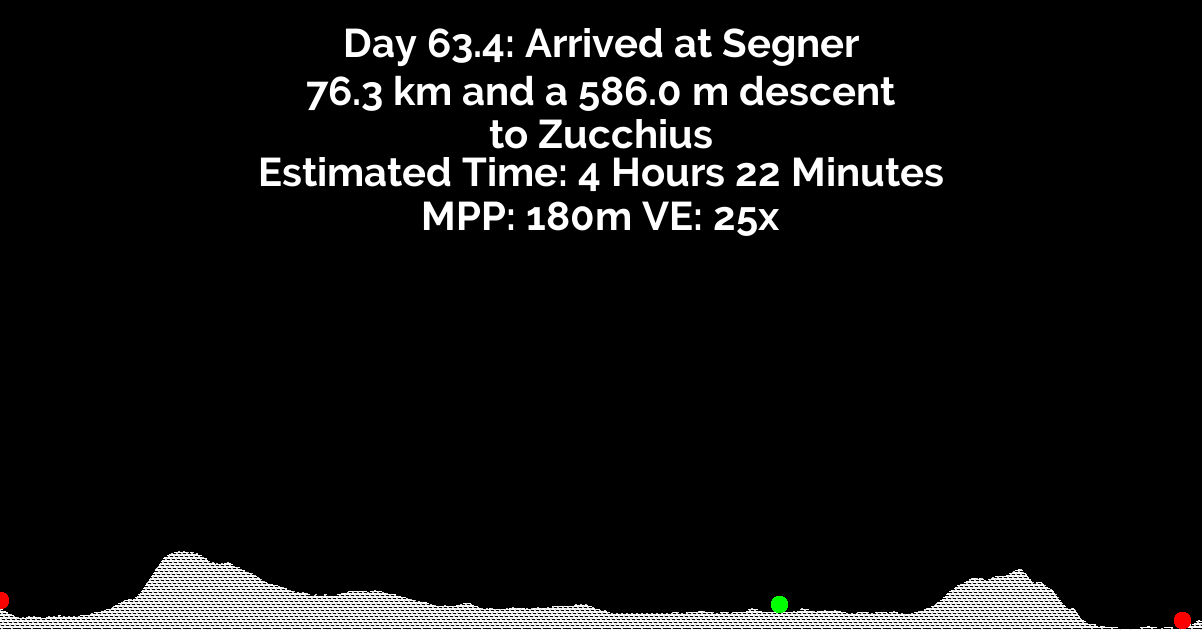 Day 63.4: Arrived at Segner
76.3 km and a 586.0 m descent
to Zucchius
Estimated Time: 4 Hours 22 Minutes
MPP: 180m VE: 25x